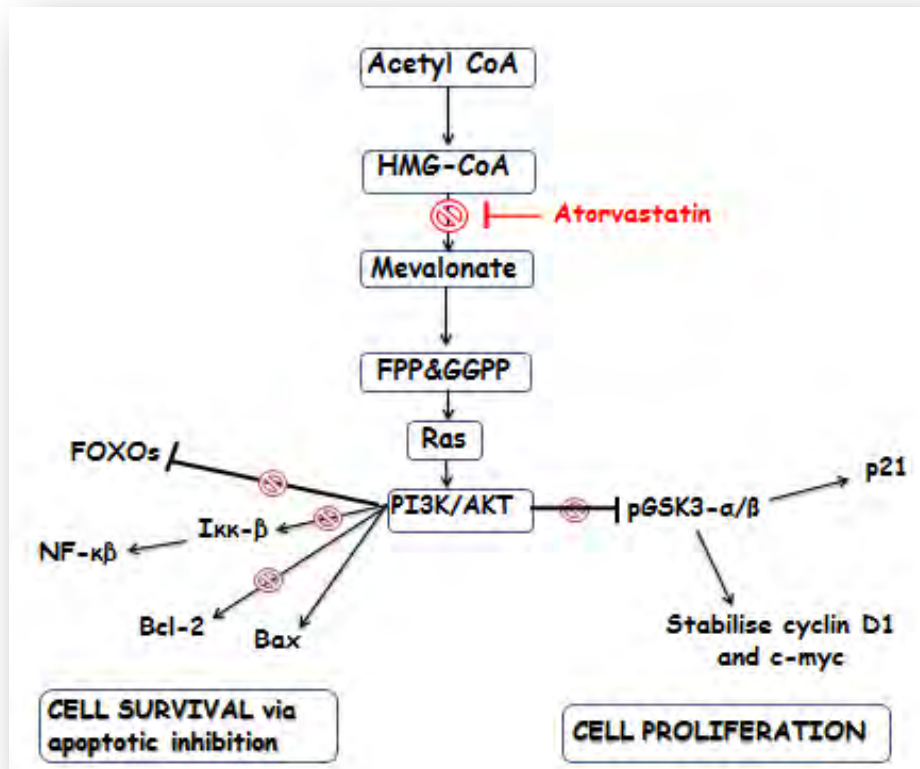 Acetyl CoA
HMG-CoA
Atorvastatin
Mevalonate
FPP&GGPP
Ras
FOXOs
PI3K/AKT
pGSK3-α/β
p21
Iκκ-β
NF-κβ
Bcl-2
Bax
Stabilise cyclin D1
and c-myc
CELL SURVIVAL via
apoptotic inhibition
CELL PROLIFERATION